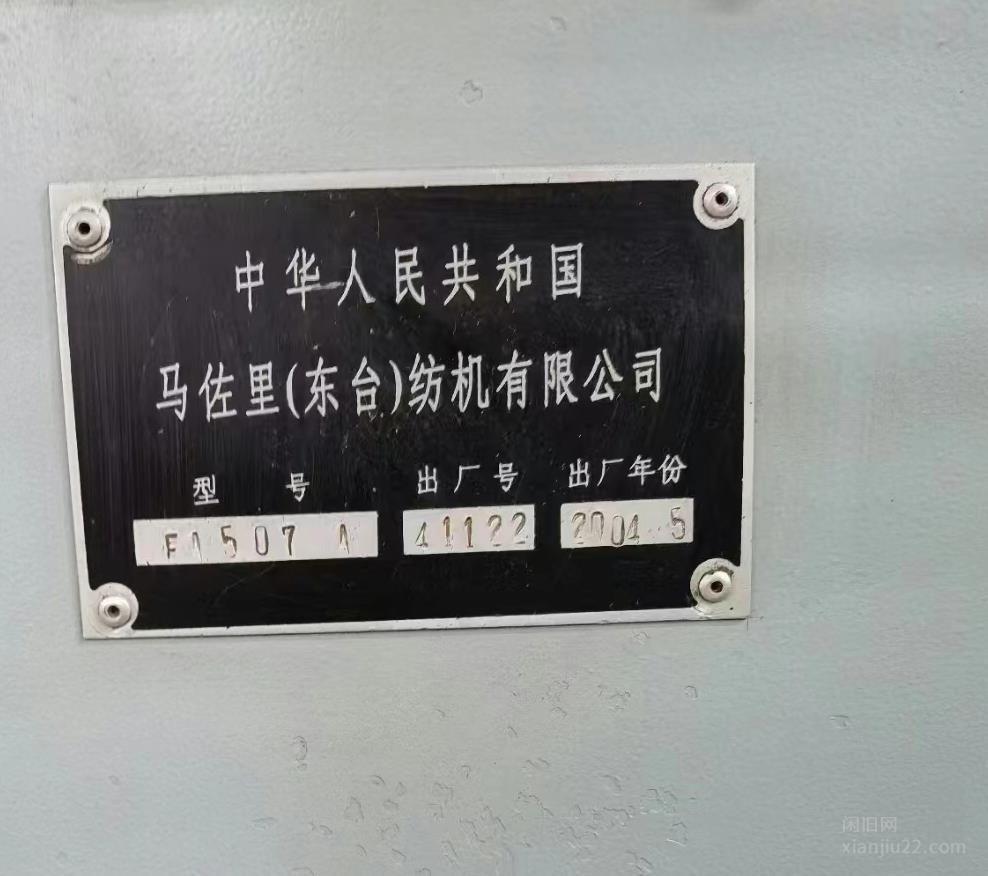 中华人民共和国
马佐里(东台)纺机有限公司
型号 出厂号 出厂年份
FA507A 41122 2004.5
闲旧网
xianjiu22.com